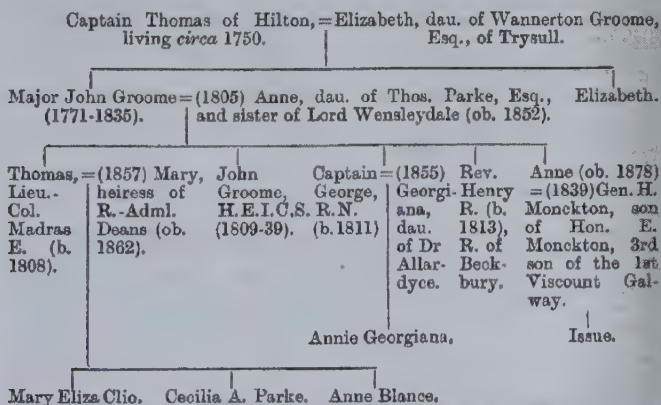 Captain Thomas of Hilton, = Elizabeth, dau. of Wannerton Groome,
living circa 1750. Esq., of Trysull.
Major John Groome = (1805) Anne, dau. of Thos. Parke, Esq., Elizabeth.
(1771-1835). and sister of Lord Wensleydale (ob. 1852).
Thomas, = (1857) Mary, John Captain = (1855) Rev. Anne (ob. 1878)
Lieu.- heiress of Groome, George, Georgi- Henry = (1839) Gen. H.
Col. R.-Adml. H.E.I.C.S. R.N. ana, R. (b. Monckton, son
Madras Deans (ob. (1809-39). (b. 1811) dau. 1813), of Hon. E.
E. (b. 1862). of Dr R. of Monckton, 3rd
1808). Allar- Beck- son of the 1st
dyce. bury. Viscount Gal-
way.
Annie Georgiana. Issue.
Mary Eliza Clio. Cecilia A. Parke. Anne Blance.